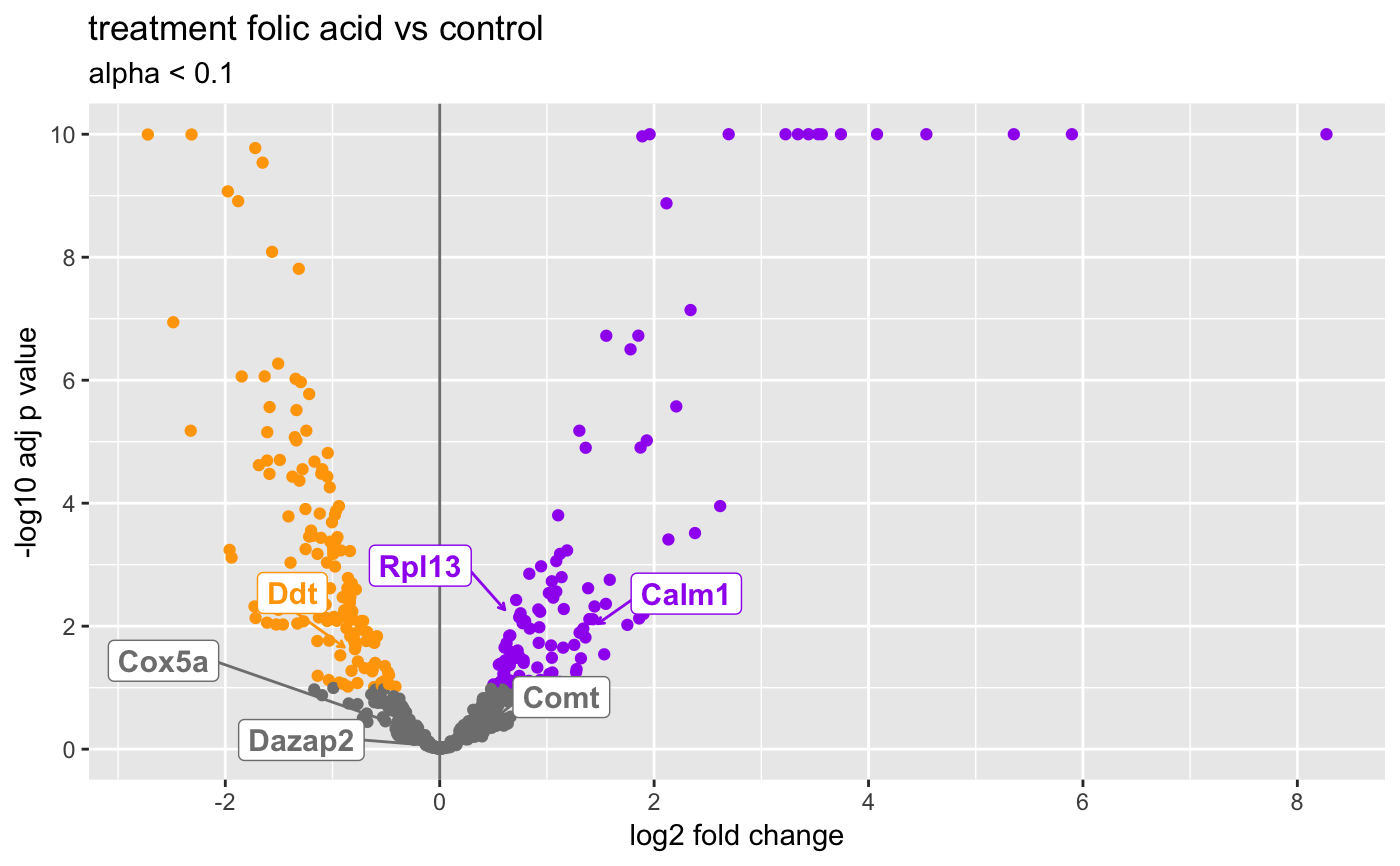 treatment folic acid vs control
alpha < 0.1
-log10 adj p value
10
8
6
4
2
0
Rpl13
Ddt
Calm1
Cox5a
Comt
Dazap2
-2
0
2
4
6
8
log2 fold change